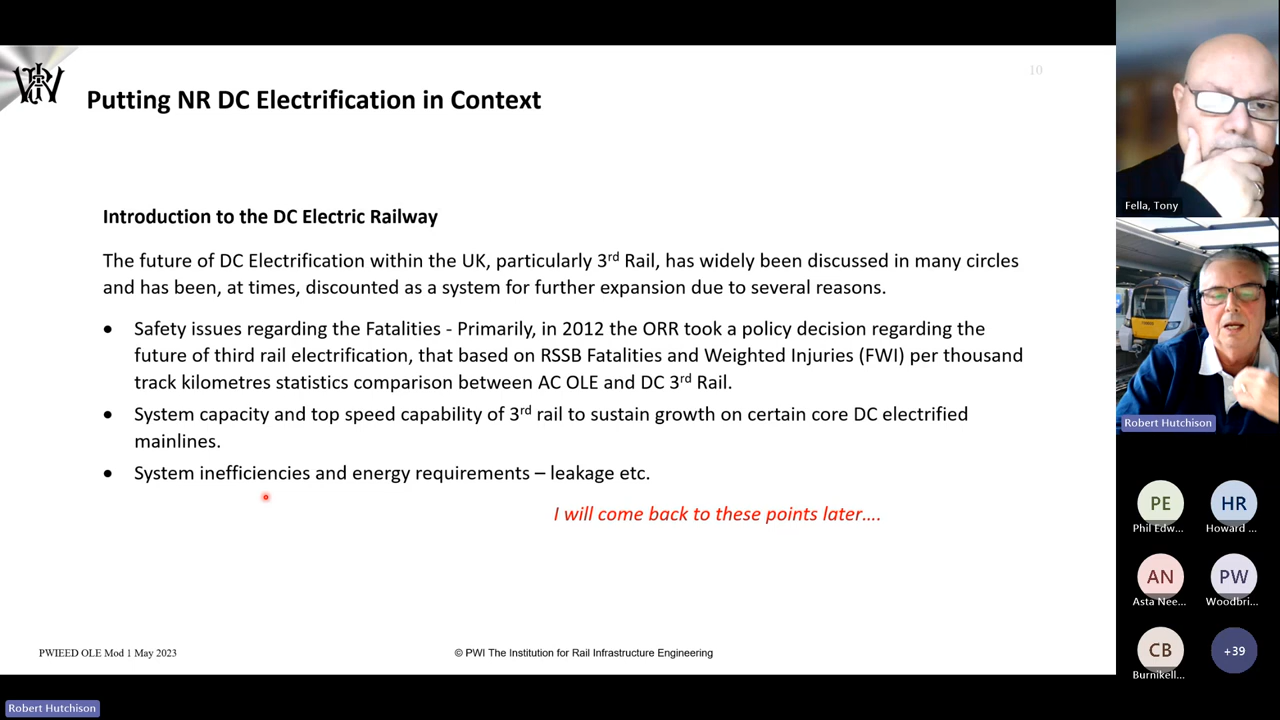 10
Putting NR DC Electrification in Context
Introduction to the DC Electric Railway
The future of DC Electrification within the UK, particularly 3rd Rail, has widely been discussed in many circles
and has been, at times, discounted as a system for further expansion due to several reasons.
• Safety issues regarding the Fatalities - Primarily, in 2012 the ORR took a policy decision regarding the
future of third rail electrification, that based on RSSB Fatalities and Weighted Injuries (FWI) per thousand
track kilometres statistics comparison between AC OLE and DC 3rd Rail.
• System capacity and top speed capability of 3rd rail to sustain growth on certain core DC electrified
mainlines.
• System inefficiencies and energy requirements – leakage etc.
I will come back to these points later....
PWIEED OLE Mod 1 May 2023
© PWI The Institution for Rail Infrastructure Engineering
Robert Hutchison
Fella, Tony
Robert Hutchison
PE
Phil Edw...
HR
Howard ...
AN
Asta Nee...
PW
Woodbri...
CB
Burnikell...
+39